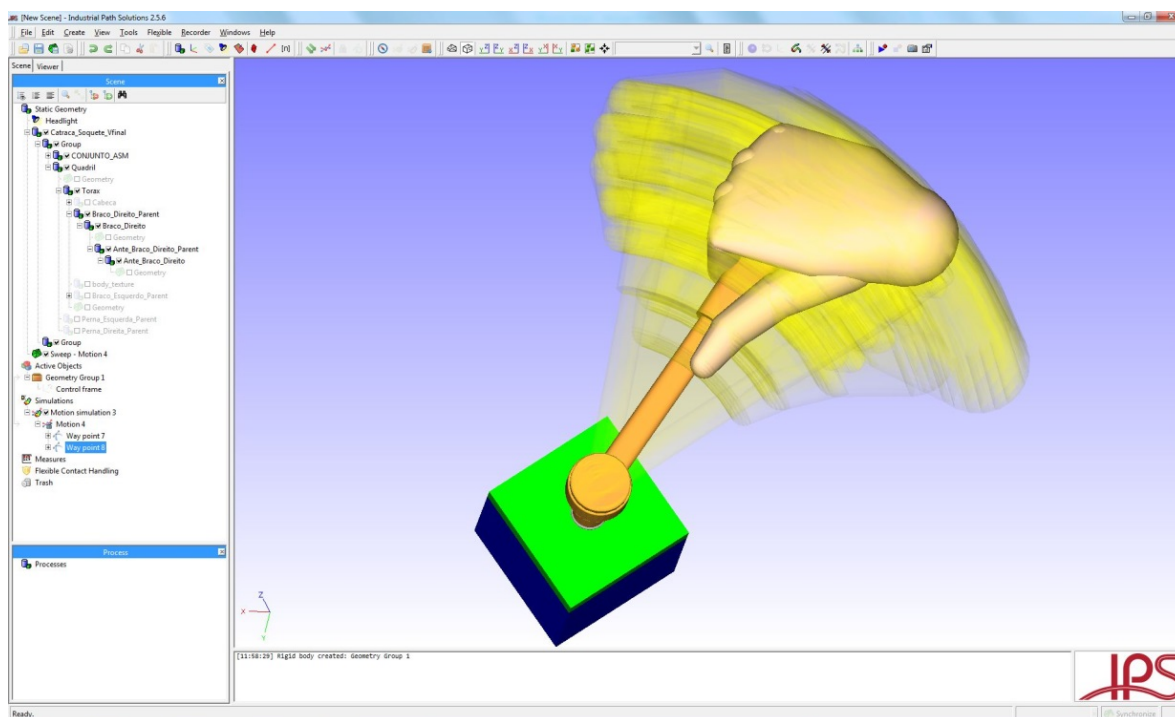 [New Scene] - Industrial Path Solutions 2.5.6
File Edit Create View Tools Flexible Recorder Windows Help
Scene Viewer
Scene
Static Geometry
Headlight
Catraca_Soquete_Vfinal
Group
CONJUNTO_ASM
Quadril
Geometry
Torax
Cabeca
Braco_Direito_Parent
Braco_Direito
Geometry
Ante_Braco_Direito_Parent
Ante_Braco_Direito
Geometry
body_texture
Braco_Esquerdo_Parent
Geometry
Perna_Esquerda_Parent
Perna_Direita_Parent
Group
Sweep - Motion 4
Active Objects
Geometry Group 1
Control frame
Simulations
Motion simulation 3
Motion 4
Way point 7
Way point 8
Measures
Flexible Contact Handling
Trash
Process
Processes
Z
X
Y
[11:58:29] Rigid body created: Geometry Group 1
IPS
Ready.
Synchronize